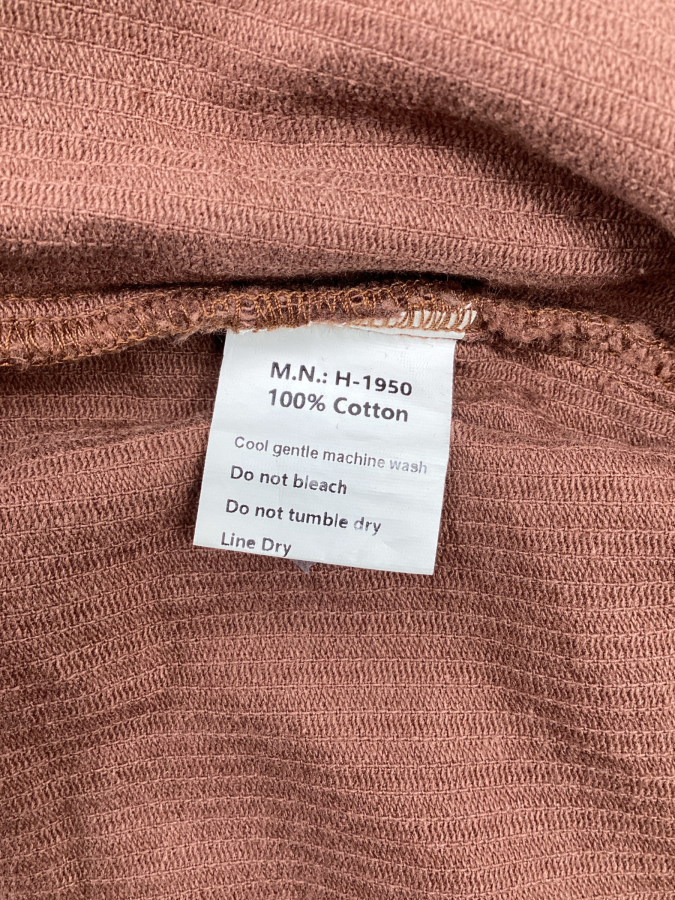 M.N.: H-1950
100% Cotton
Cool gentle machine wash
Do not bleach
Do not tumble dry
Line Dry